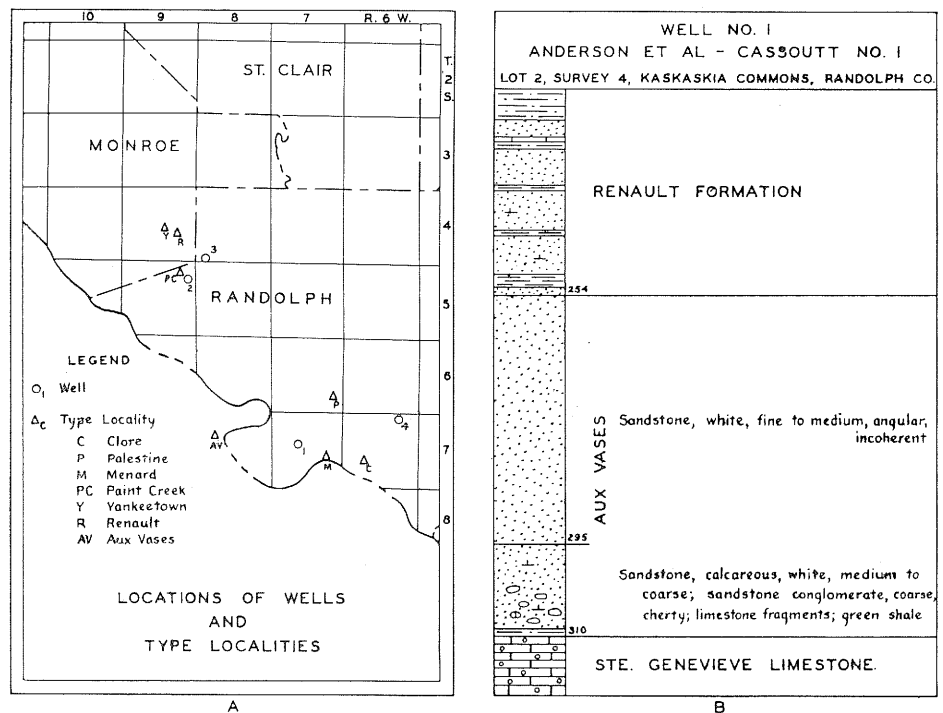 10 9 8 7 R. 6 W.
T.
2
S.
3
4
5
6
7
8
ST. CLAIR
MONROE
RANDOLPH
Y
R
3
PC
2
P
4
AV
1
M
C
LEGEND
1 Well
C Type Locality
C Clore
P Palestine
M Menard
PC Paint Creek
Y Yankeetown
R Renault
AV Aux Vases
LOCATIONS OF WELLS
AND
TYPE LOCALITIES
A
WELL NO. 1
ANDERSON ET AL - CASSOUTT NO. 1
LOT 2, SURVEY 4, KASKASKIA COMMONS, RANDOLPH CO.
RENAULT FORMATION
254
AUX VASES
Sandstone, white, fine to medium, angular,
incoherent
295
Sandstone, calcareous, white, medium to
coarse; sandstone conglomerate, coarse,
cherty; limestone fragments; green shale
310
STE. GENEVIEVE LIMESTONE.
B